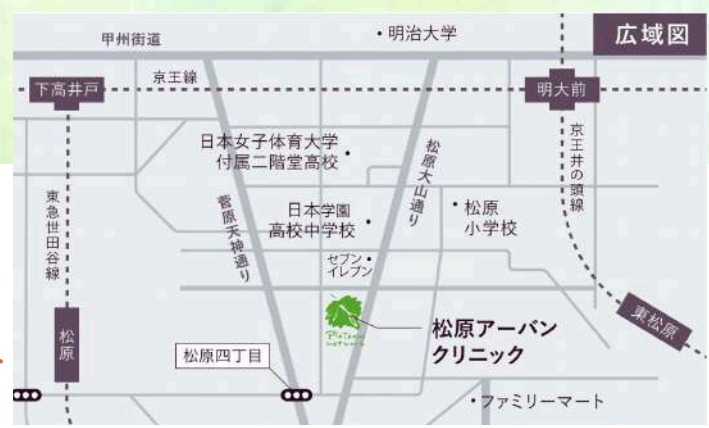 広域図
甲州街道
・明治大学
京王線
下高井戸
明大前
日本女子体育大学
付属二階堂高校
松原大山通り
京王井の頭線
東急世田谷線
菅原天神通り
日本学園
高校中学校
松原
小学校
セブン
イレブン
松原
東松原
Plataus
network
松原アーバン
クリニック
松原四丁目
・ファミリーマート